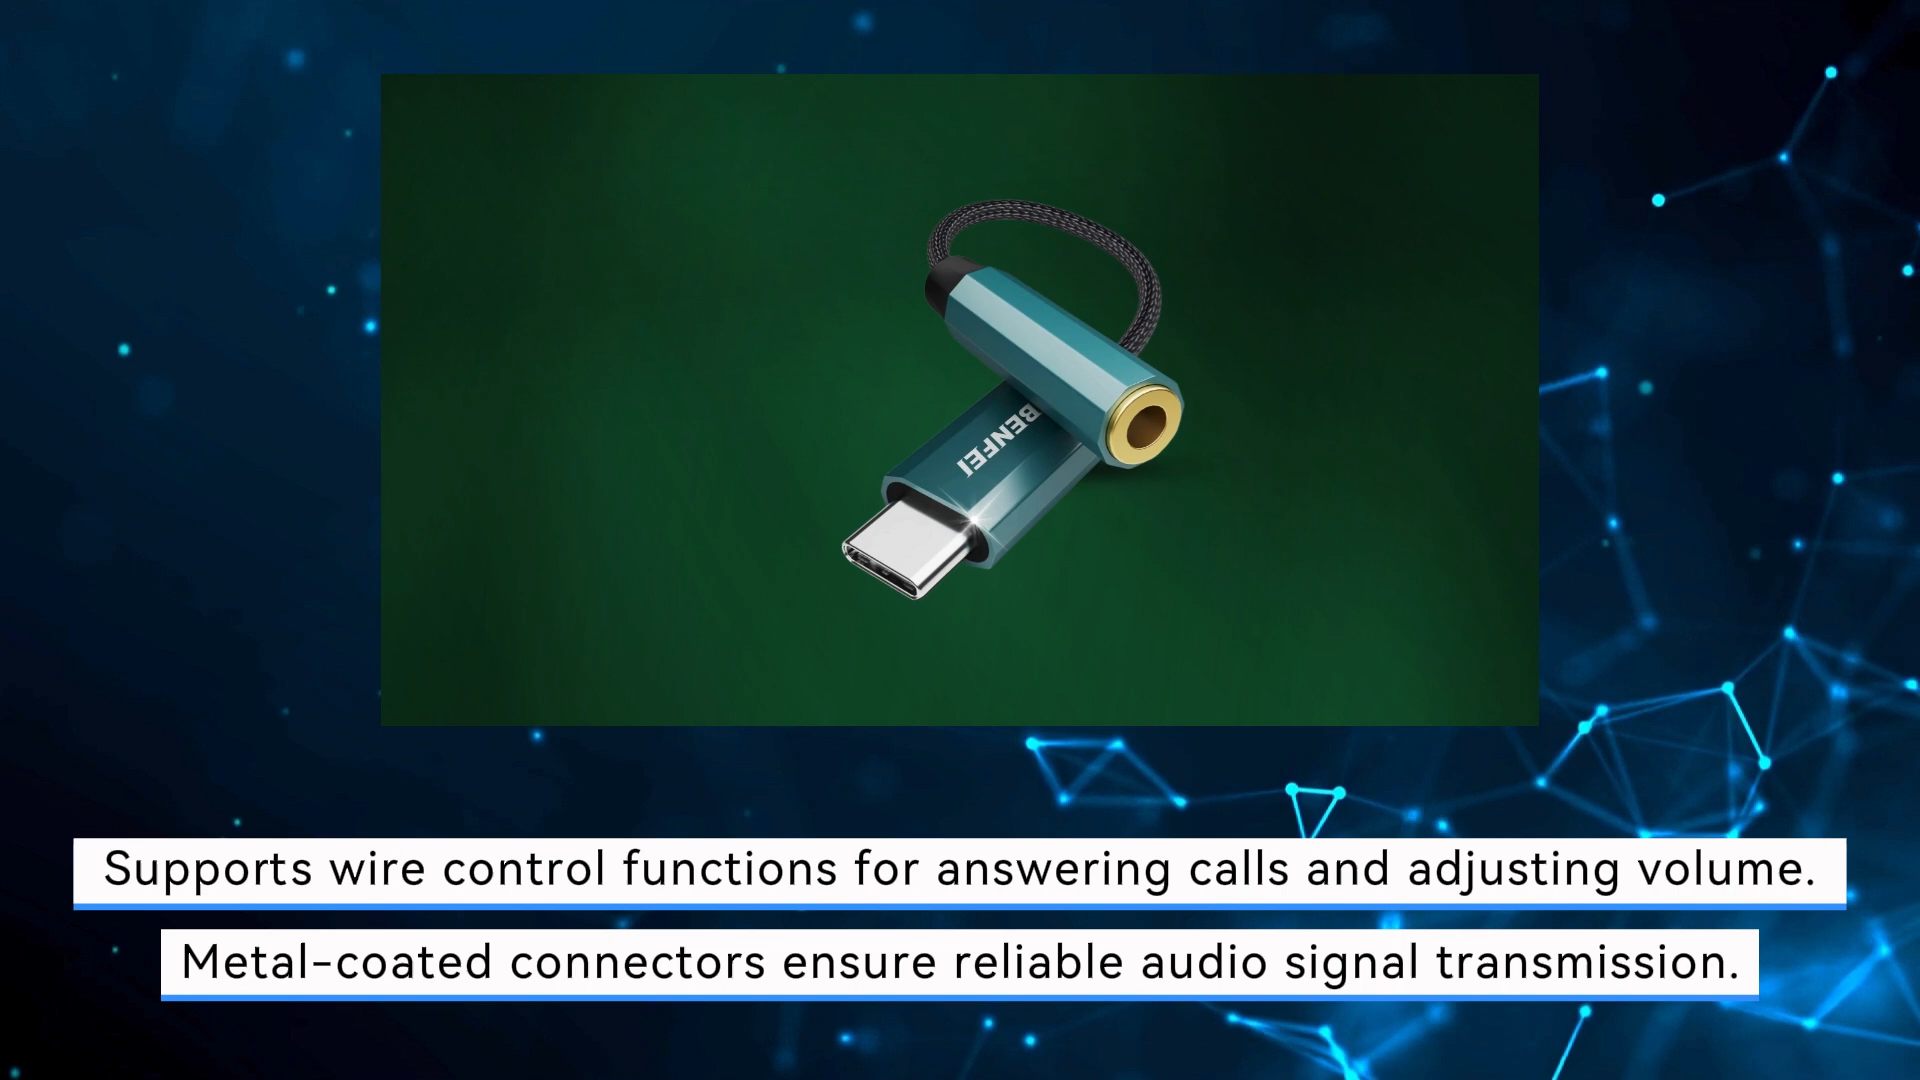 BENFEI
Supports wire control functions for answering calls and adjusting volume.
Metal-coated connectors ensure reliable audio signal transmission.